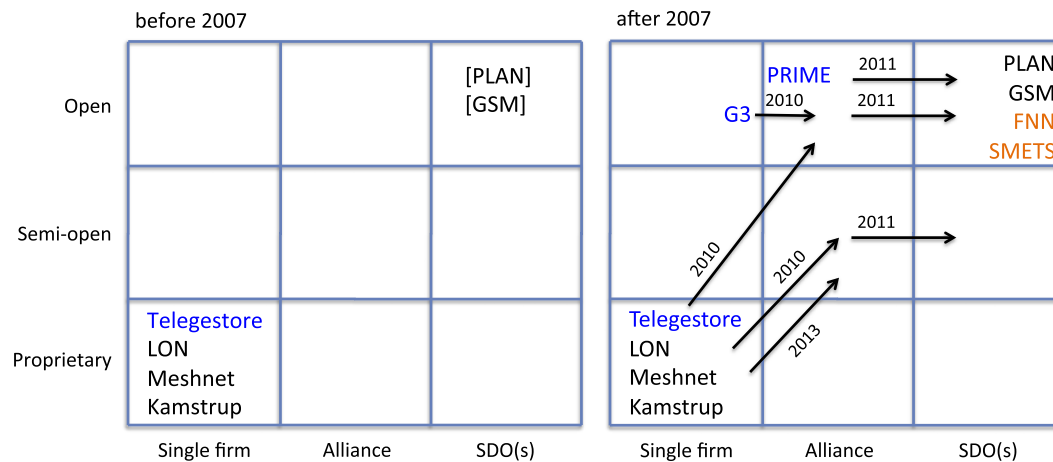 before 2007
after 2007
Open
Semi-open
Proprietary
[PLAN]
[GSM]
Telegestore
LON
Meshnet
Kamstrup
Single firm
Alliance
SDO(s)
PRIME
2011
PLAN
G3
2010
2011
GSM
FNN
SMETS
2010
2010
2011
2013
Telegestore
LON
Meshnet
Kamstrup
Single firm
Alliance
SDO(s)